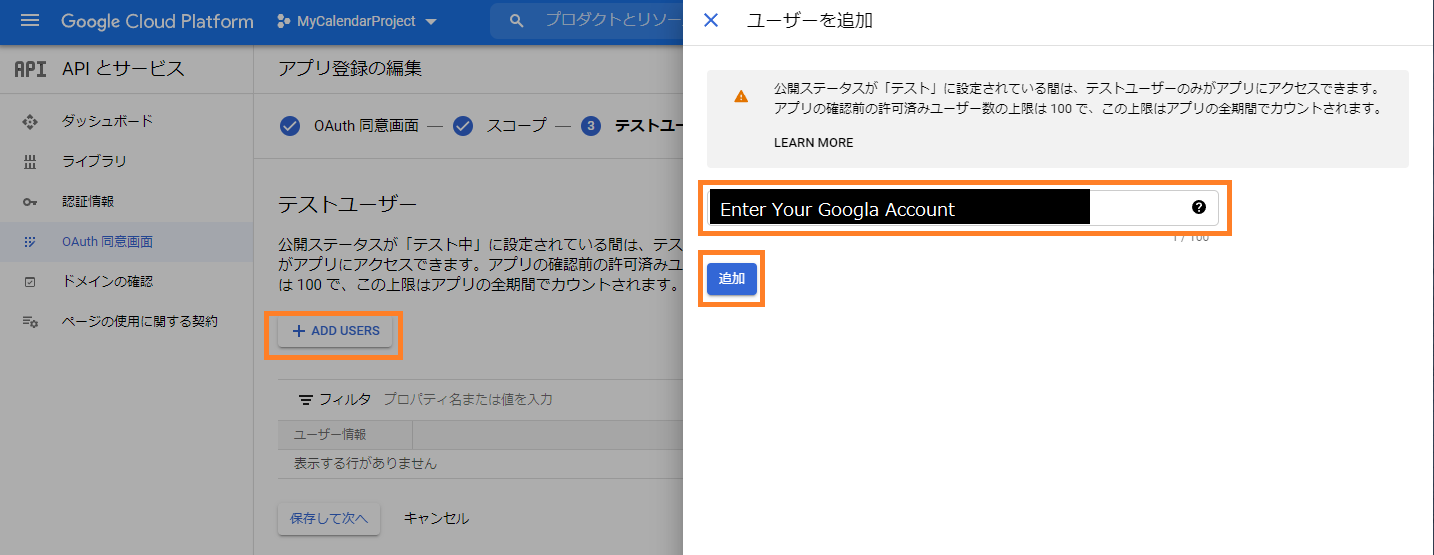 Google Cloud Platform
MyCalendarProject
プロダクトとリソー
API APIとサービス
ダッシュボード
ライブラリ
認証情報
OAuth 同意画面
ドメインの確認
ページの使用に関する契約
アプリ登録の編集
OAuth 同意画面 — スコープ — 3 テストユー
テストユーザー
公開ステータスが「テスト中」に設定されている間は、テス
がアプリにアクセスできます。アプリの確認前の許可済みユ
は 100 で、この上限はアプリの全期間でカウントされます。
+ ADD USERS
フィルタ プロパティ名または値を入力
ユーザー情報
表示する行がありません
保存して次へ キャンセル
ユーザーを追加
公開ステータスが「テスト」に設定されている間は、テストユーザーのみがアプリにアクセスできます。
アプリの確認前の許可済みユーザー数の上限は 100 で、この上限はアプリの全期間でカウントされます。
LEARN MORE
Enter Your Googla Account
1 / 100
追加